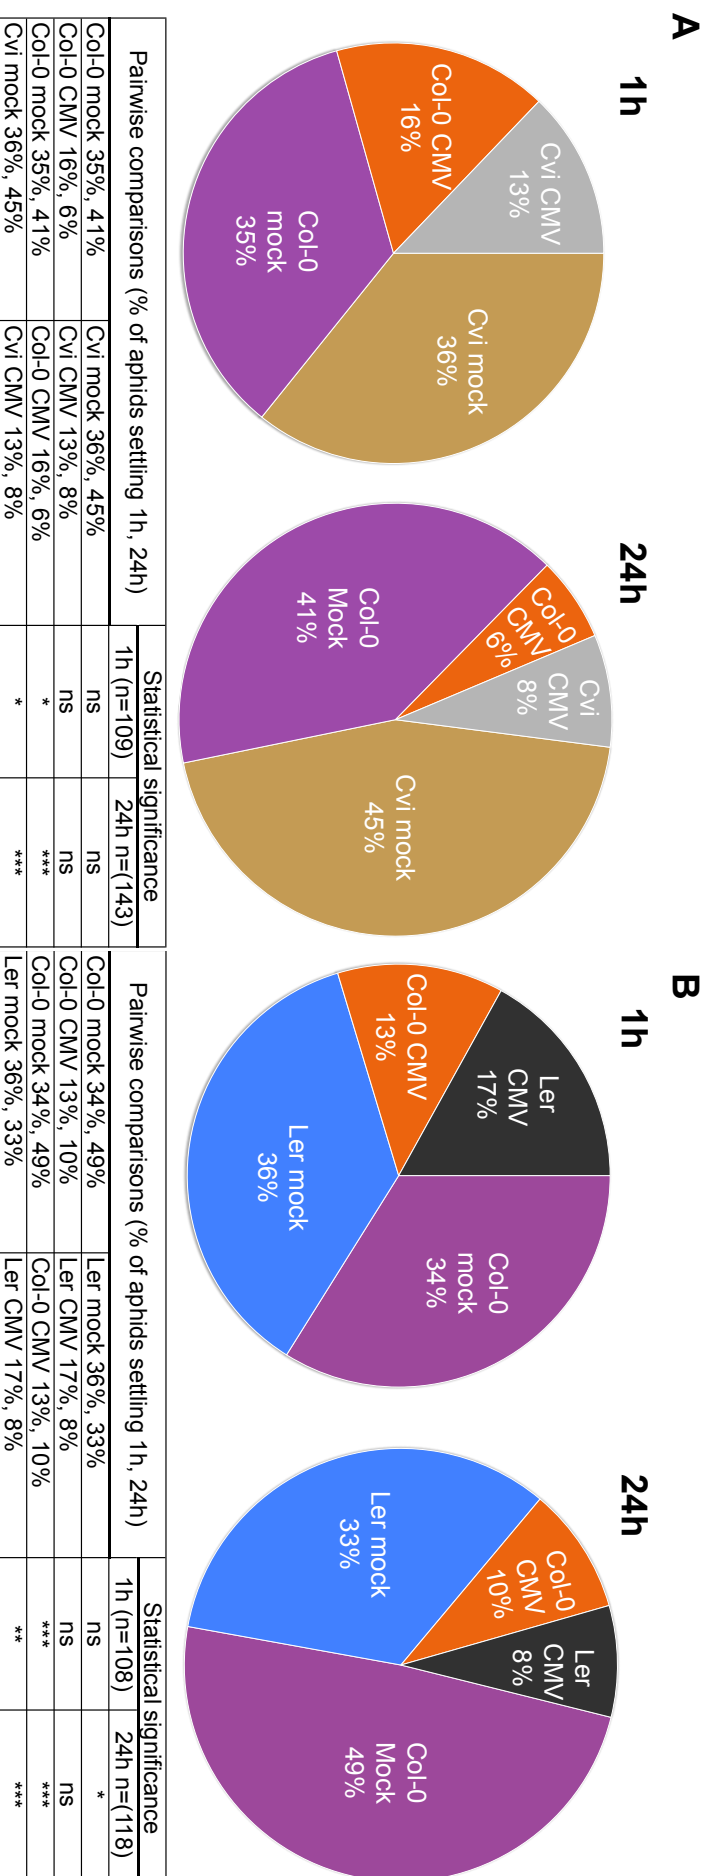 A
1h
Cvi CMV
13%
Col-0 CMV
16%
Cvi mock
36%
Col-0
mock
35%
24h
Cvi
CMV
8%
Col-0
CMV
6%
Cvi mock
45%
Col-0
Mock
41%
Pairwise comparisons (% of aphids settling 1h, 24h)
Statistical significance
1h (n=109)
24h n=(143)
Col-0 mock 35%, 41%
Cvi mock 36%, 45%
ns
ns
Col-0 CMV 16%, 6%
Cvi CMV 13%, 8%
ns
ns
Col-0 mock 35%, 41%
Col-0 CMV 16%, 6%
*
***
Cvi mock 36%, 45%
Cvi CMV 13%, 8%
*
***
B
1h
Ler
CMV
17%
Col-0 CMV
13%
Col-0
mock
34%
Ler mock
36%
24h
Ler
CMV
8%
Col-0
CMV
10%
Ler mock
33%
Col-0
Mock
49%
Pairwise comparisons (% of aphids settling 1h, 24h)
Statistical significance
1h (n=108)
24h n=(118)
Col-0 mock 34%, 49%
Ler mock 36%, 33%
ns
*
Col-0 CMV 13%, 10%
Ler CMV 17%, 8%
ns
ns
Col-0 mock 34%, 49%
Col-0 CMV 13%, 10%
***
***
Ler mock 36%, 33%
Ler CMV 17%, 8%
**
***